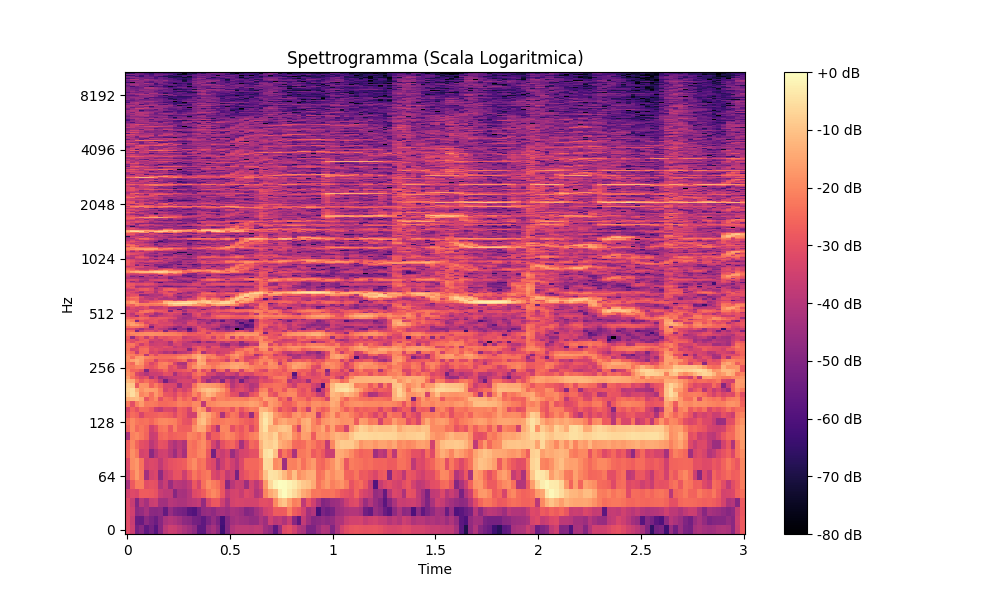 Spettrogramma (Scala Logaritmica)
Hz
8192
4096
2048
1024
512
256
128
64
0
0
0.5
1
1.5
2
2.5
3
Time
+0 dB
-10 dB
-20 dB
-30 dB
-40 dB
-50 dB
-60 dB
-70 dB
-80 dB